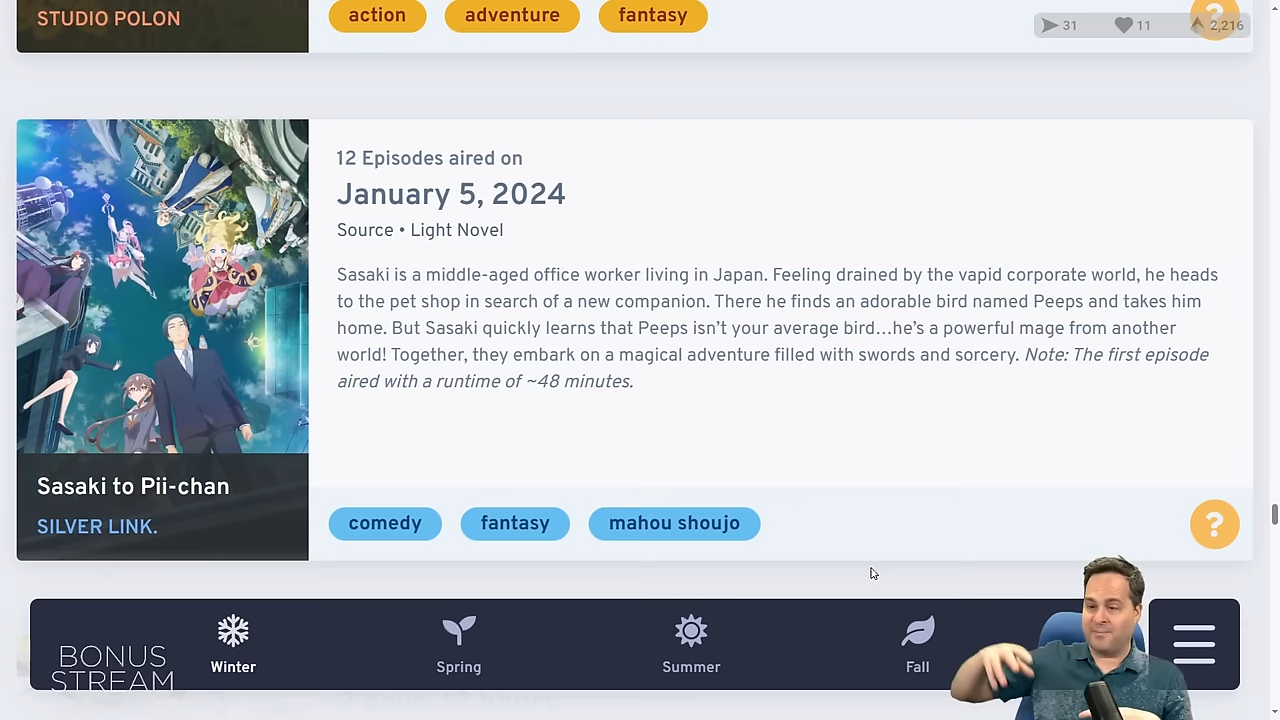 STUDIO POLON
action
adventure
fantasy
?
31
11
2,216
12 Episodes aired on
January 5, 2024
Source • Light Novel
Sasaki is a middle-aged office worker living in Japan. Feeling drained by the vapid corporate world, he heads
to the pet shop in search of a new companion. There he finds an adorable bird named Peeps and takes him
home. But Sasaki quickly learns that Peeps isn’t your average bird…he’s a powerful mage from another
world! Together, they embark on a magical adventure filled with swords and sorcery. Note: The first episode
aired with a runtime of ~48 minutes.
Sasaki to Pii-chan
SILVER LINK.
comedy
fantasy
mahou shoujo
?
BONUS
STREAM
Winter
Spring
Summer
Fall